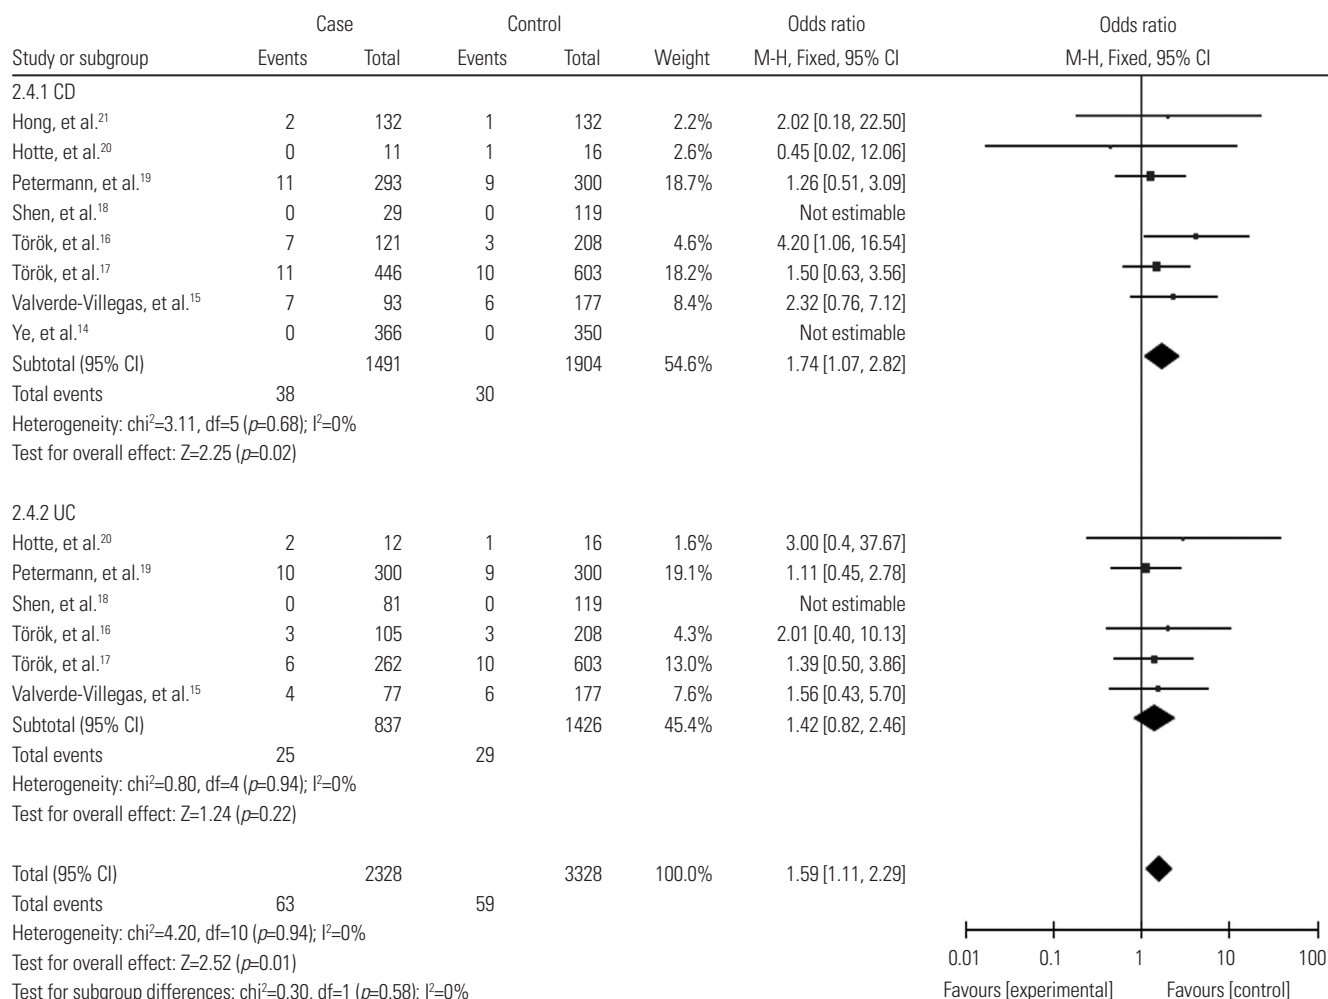 Case Control Odds ratio Odds ratio
Study or subgroup Events Total Events Total Weight M-H, Fixed, 95% CI M-H, Fixed, 95% CI
2.4.1 CD
Hong, et al.²¹ 2 132 1 132 2.2% 2.02 [0.18, 22.50]
Hotte, et al.²⁰ 0 11 1 16 2.6% 0.45 [0.02, 12.06]
Petermann, et al.¹⁹ 11 293 9 300 18.7% 1.26 [0.51, 3.09]
Shen, et al.¹⁸ 0 29 0 119 Not estimable
Török, et al.¹⁶ 7 121 3 208 4.6% 4.20 [1.06, 16.54]
Török, et al.¹⁷ 11 446 10 603 18.2% 1.50 [0.63, 3.56]
Valverde-Villegas, et al.¹⁵ 7 93 6 177 8.4% 2.32 [0.76, 7.12]
Ye, et al.¹⁴ 0 366 0 350 Not estimable
Subtotal (95% CI) 1491 1904 54.6% 1.74 [1.07, 2.82]
Total events 38 30
Heterogeneity: chi²=3.11, df=5 (p=0.68); I²=0%
Test for overall effect: Z=2.25 (p=0.02)
2.4.2 UC
Hotte, et al.²⁰ 2 12 1 16 1.6% 3.00 [0.4, 37.67]
Petermann, et al.¹⁹ 10 300 9 300 19.1% 1.11 [0.45, 2.78]
Shen, et al.¹⁸ 0 81 0 119 Not estimable
Török, et al.¹⁶ 3 105 3 208 4.3% 2.01 [0.40, 10.13]
Török, et al.¹⁷ 6 262 10 603 13.0% 1.39 [0.50, 3.86]
Valverde-Villegas, et al.¹⁵ 4 77 6 177 7.6% 1.56 [0.43, 5.70]
Subtotal (95% CI) 837 1426 45.4% 1.42 [0.82, 2.46]
Total events 25 29
Heterogeneity: chi²=0.80, df=4 (p=0.94); I²=0%
Test for overall effect: Z=1.24 (p=0.22)
Total (95% CI) 2328 3328 100.0% 1.59 [1.11, 2.29]
Total events 63 59
Heterogeneity: chi²=4.20, df=10 (p=0.94); I²=0%
Test for overall effect: Z=2.52 (p=0.01)
Test for subgroup differences: chi²=0.30, df=1 (p=0.58); I²=0%
0.01 0.1 1 10 100
Favours [experimental] Favours [control]